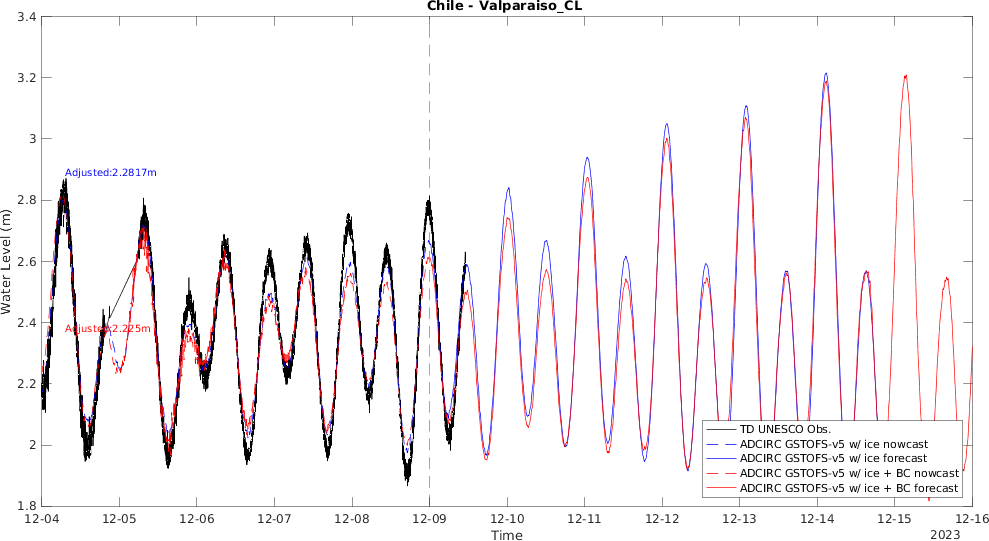 Chile - Valparaiso_CL
3.4
3.2
3
2.8
2.6
2.4
2.2
2
1.8
Water Level (m)
Adjusted:2.2817m
Adjusted:2.225m
TD UNESCO Obs.
ADCIRC GSTOFS-v5 w/ ice nowcast
ADCIRC GSTOFS-v5 w/ ice forecast
ADCIRC GSTOFS-v5 w/ ice + BC nowcast
ADCIRC GSTOFS-v5 w/ ice + BC forecast
12-04 12-05 12-06 12-07 12-08 12-09 12-10 12-11 12-12 12-13 12-14 12-15 12-16
Time
2023